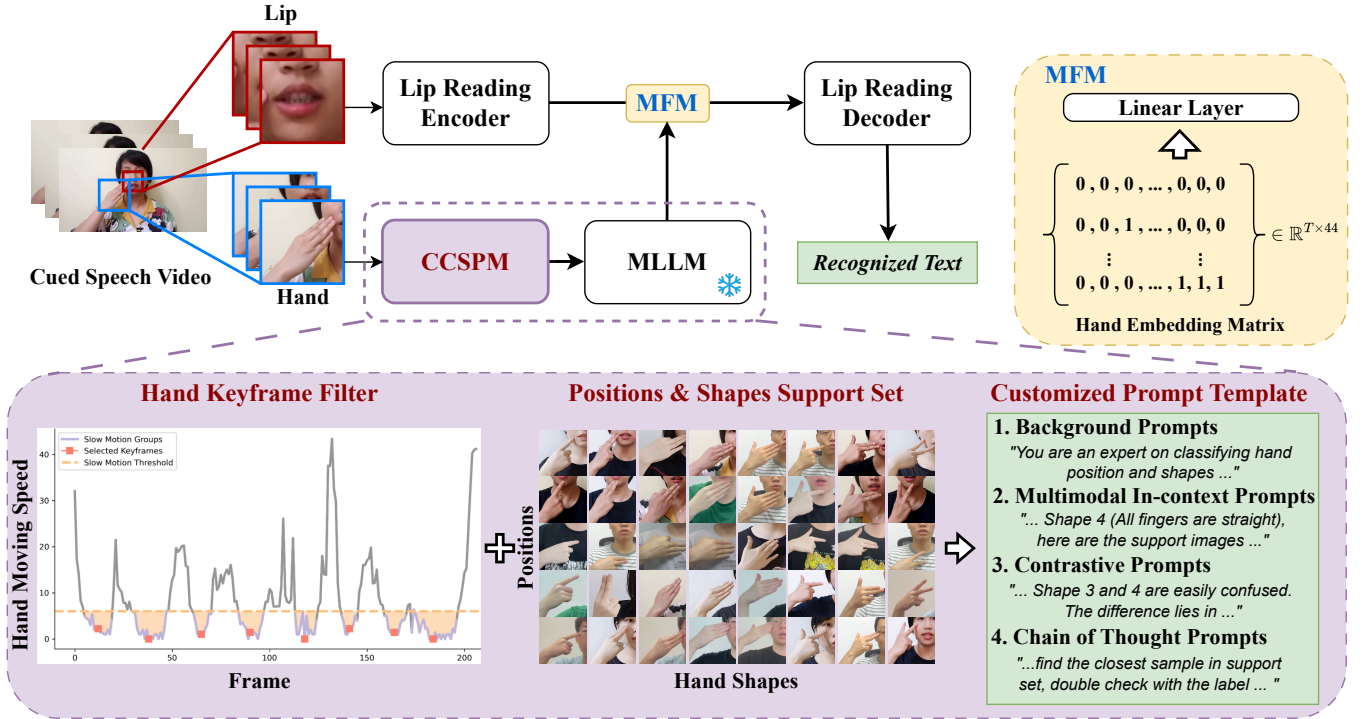 Lip
Lip Reading
Encoder
MFM
Lip Reading
Decoder
Cued Speech Video
Hand
CCSPM
MLLM
Recognized Text
MFM
Linear Layer
0 , 0 , 0 , ... , 0, 0, 0
0 , 0 , 1 , ... , 0, 0, 0
⋮ ⋮
0 , 0 , 0 , ... , 1, 1, 1
∈ ℝ^{T×44}
Hand Embedding Matrix
Hand Keyframe Filter
Slow Motion Groups
Selected Keyframes
Slow Motion Threshold
40
30
20
10
0
0 50 100 150 200
Hand Moving Speed
Frame
Positions & Shapes Support Set
Positions
Hand Shapes
Customized Prompt Template
1. Background Prompts
"You are an expert on classifying hand
position and shapes ..."
2. Multimodal In-context Prompts
"... Shape 4 (All fingers are straight),
here are the support images ..."
3. Contrastive Prompts
"... Shape 3 and 4 are easily confused.
The difference lies in ..."
4. Chain of Thought Prompts
"...find the closest sample in support
set, double check with the label ... "